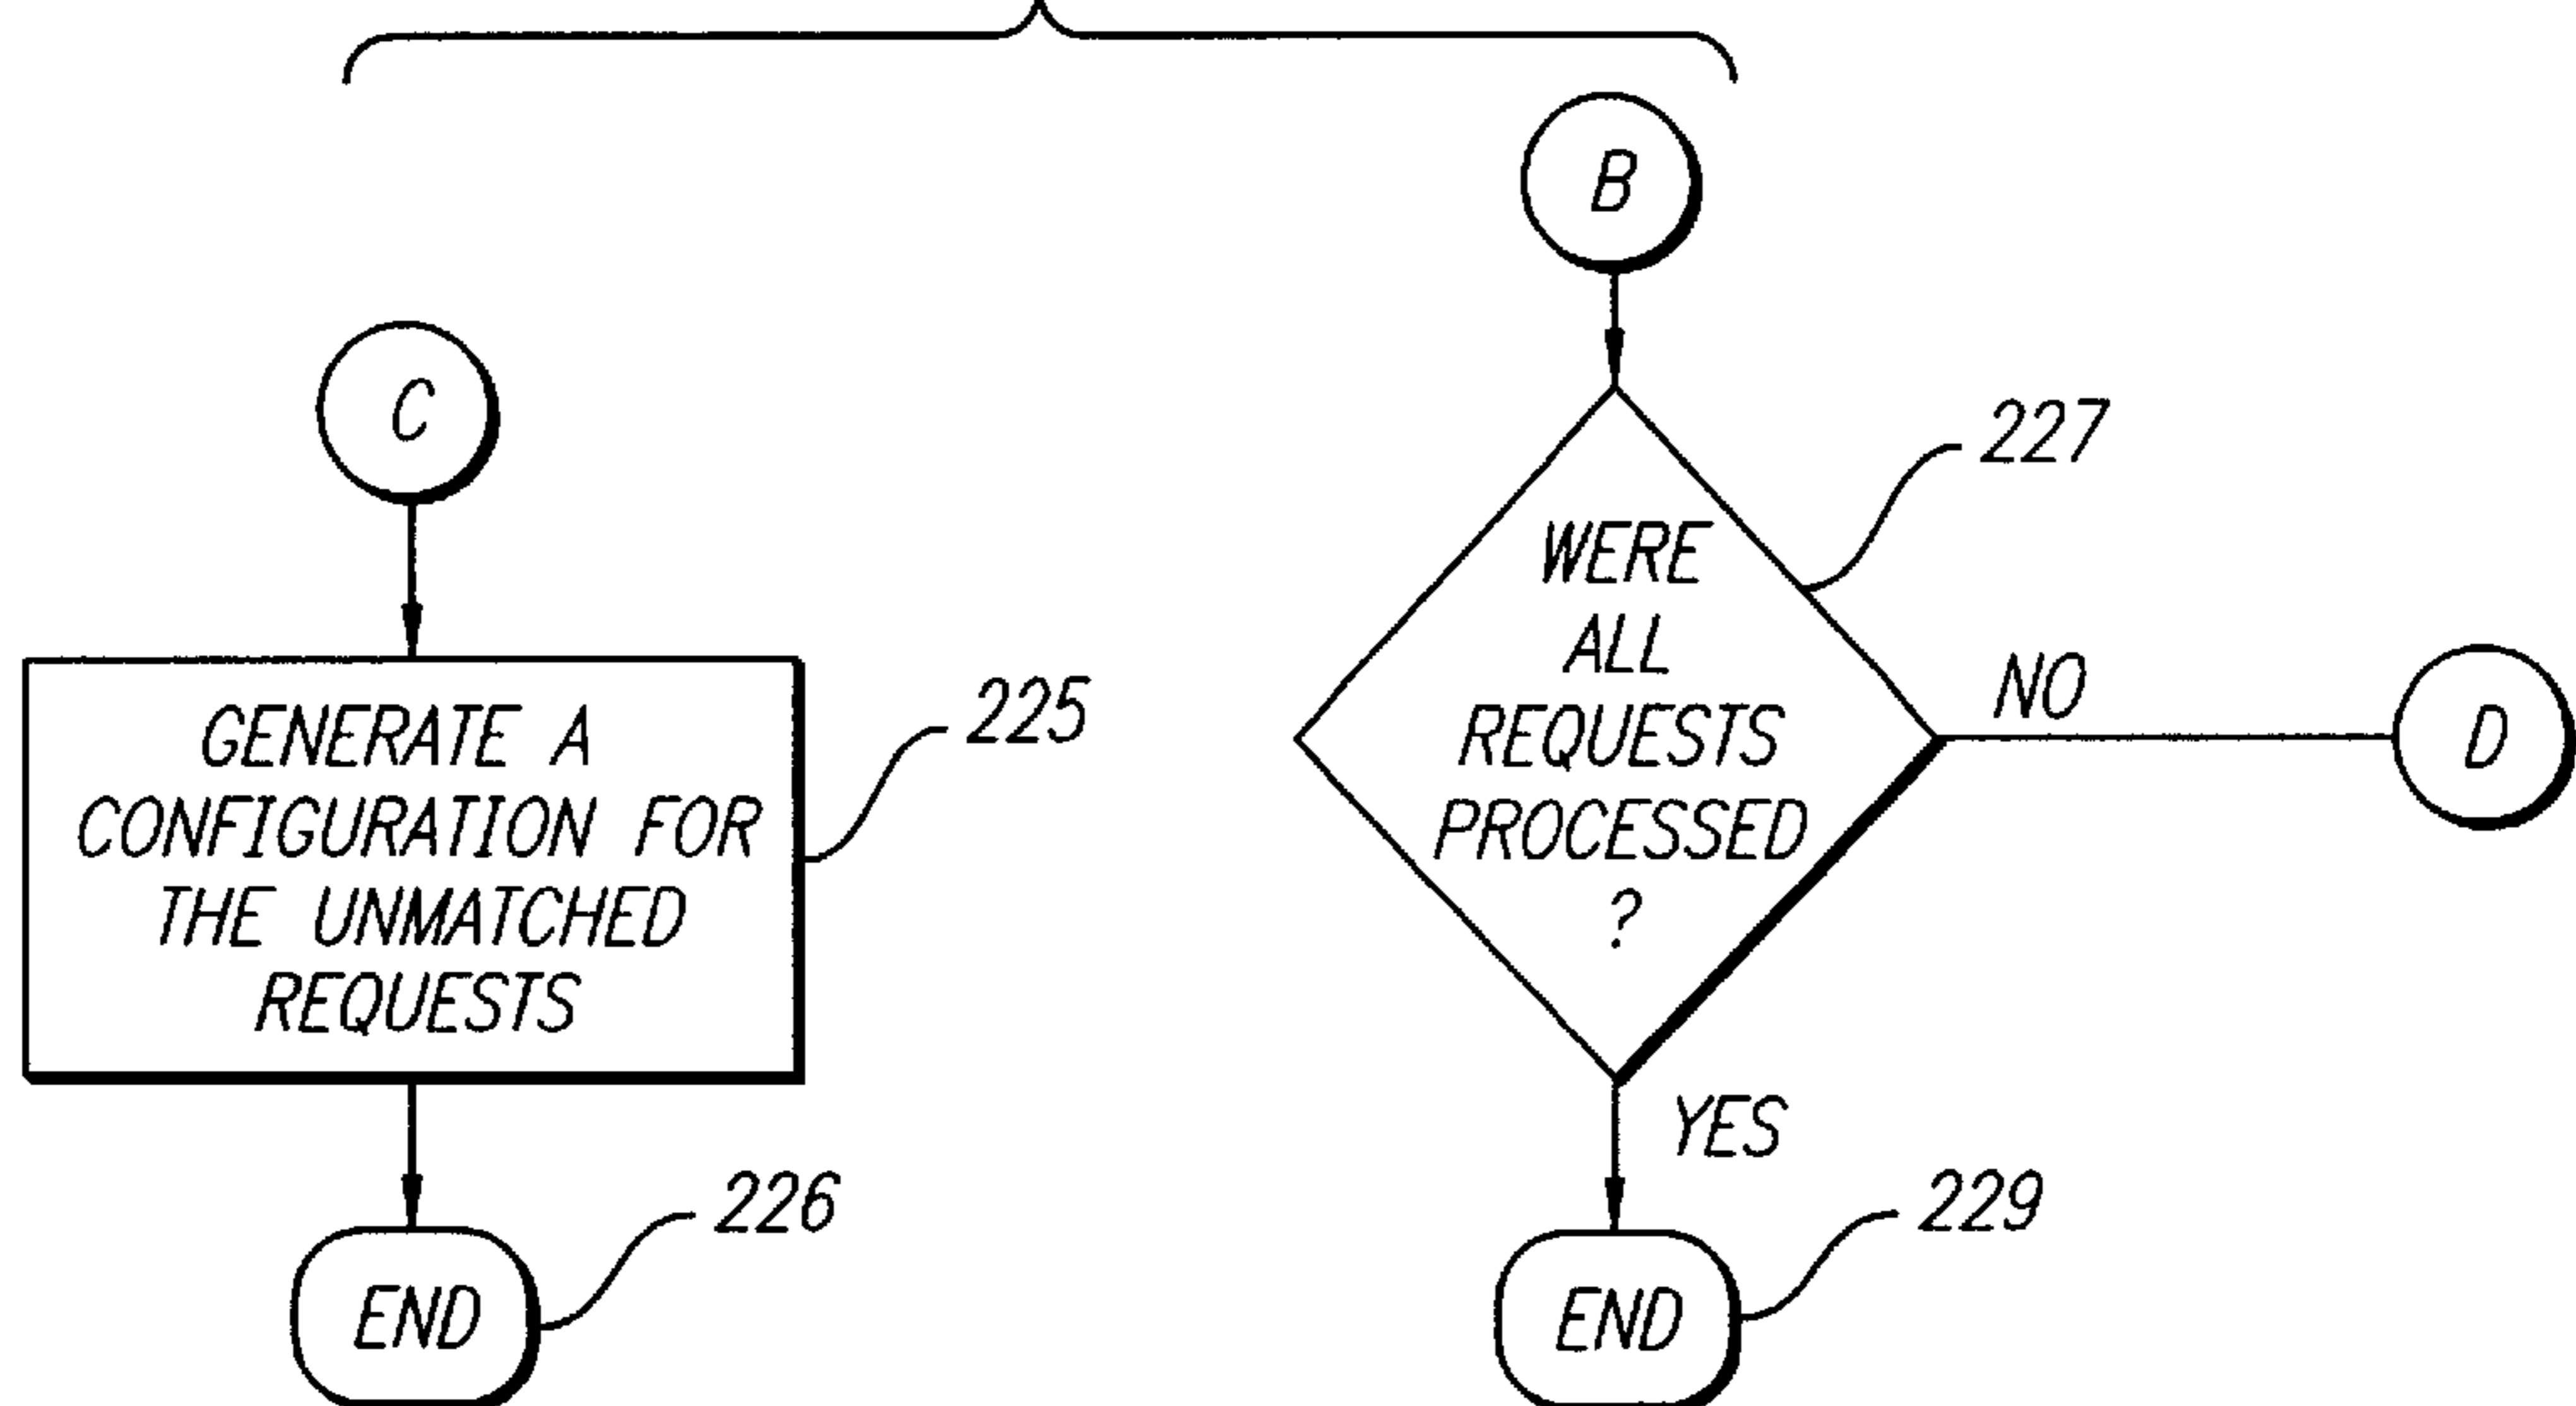 C
GENERATE A
CONFIGURATION FOR
THE UNMATCHED
REQUESTS
225
END
226
B
WERE
ALL
REQUESTS
PROCESSED
?
227
NO
D
YES
END
229